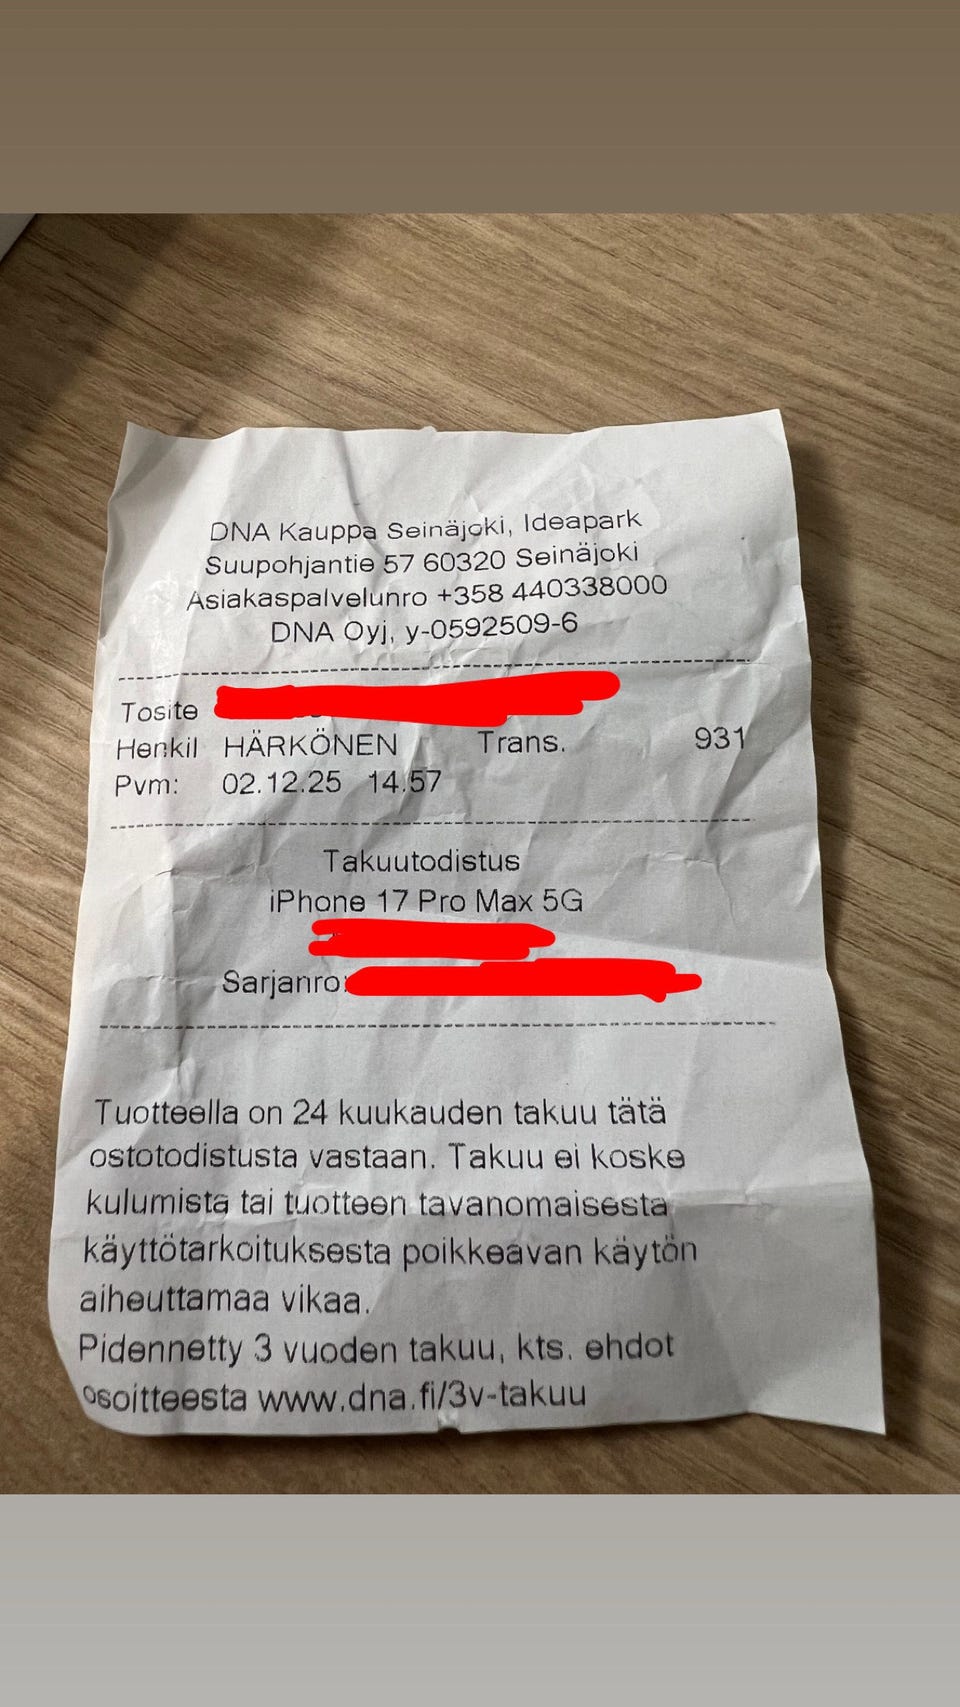 DNA Kauppa Seinäjoki, Ideapark
Suupohjantie 57 60320 Seinäjoki
Asiakaspalvelunro +358 440338000
DNA Oyj, y-0592509-6
Tosite
Henkil HÄRKÖNEN Trans. 931
Pvm: 02.12.25 14.57
Takuutodistus
iPhone 17 Pro Max 5G
Sarjanro:
Tuotteella on 24 kuukauden takuu tätä
ostotodistusta vastaan. Takuu ei koske
kulumista tai tuotteen tavanomaisesta
käyttötarkoituksesta poikkeavan käytön
aiheuttamaa vikaa.
Pidennetty 3 vuoden takuu, kts. ehdot
osoitteesta www.dna.fi/3v-takuu